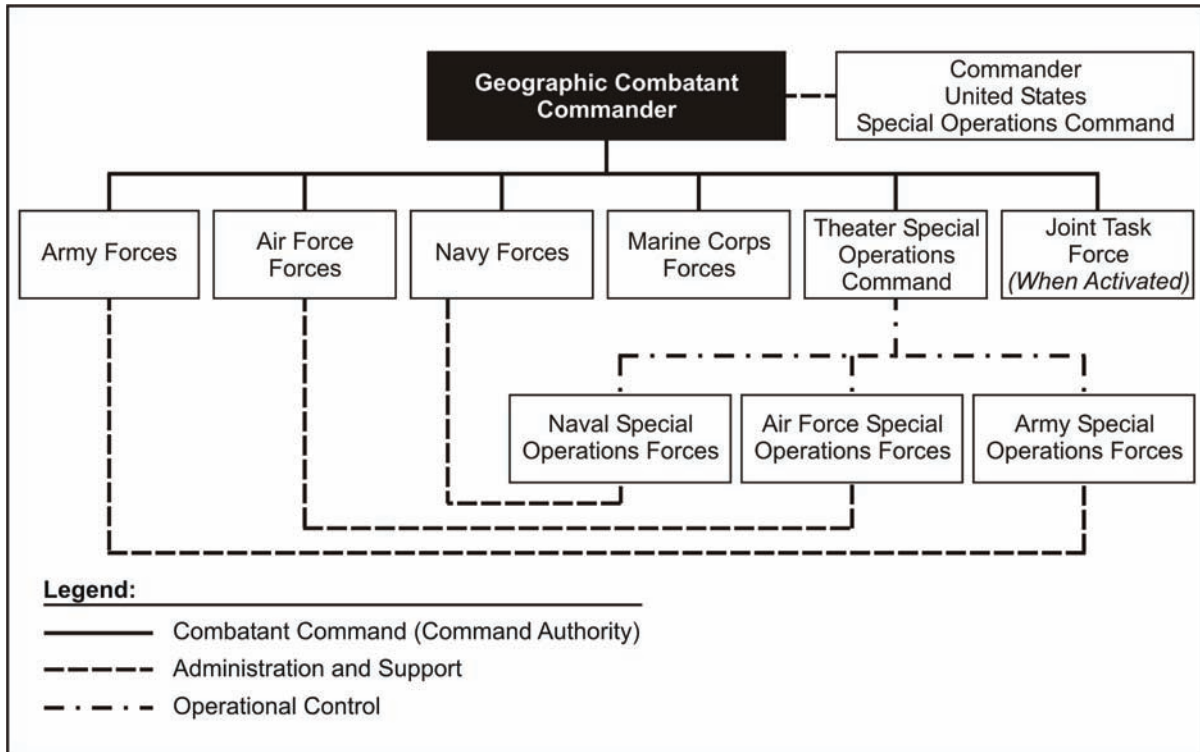 Geographic Combatant
Commander
Commander
United States
Special Operations Command
Army Forces
Air Force
Forces
Navy Forces
Marine Corps
Forces
Theater Special
Operations
Command
Joint Task
Force
(When Activated)
Naval Special
Operations Forces
Air Force Special
Operations Forces
Army Special
Operations Forces
Legend:
Combatant Command (Command Authority)
Administration and Support
Operational Control